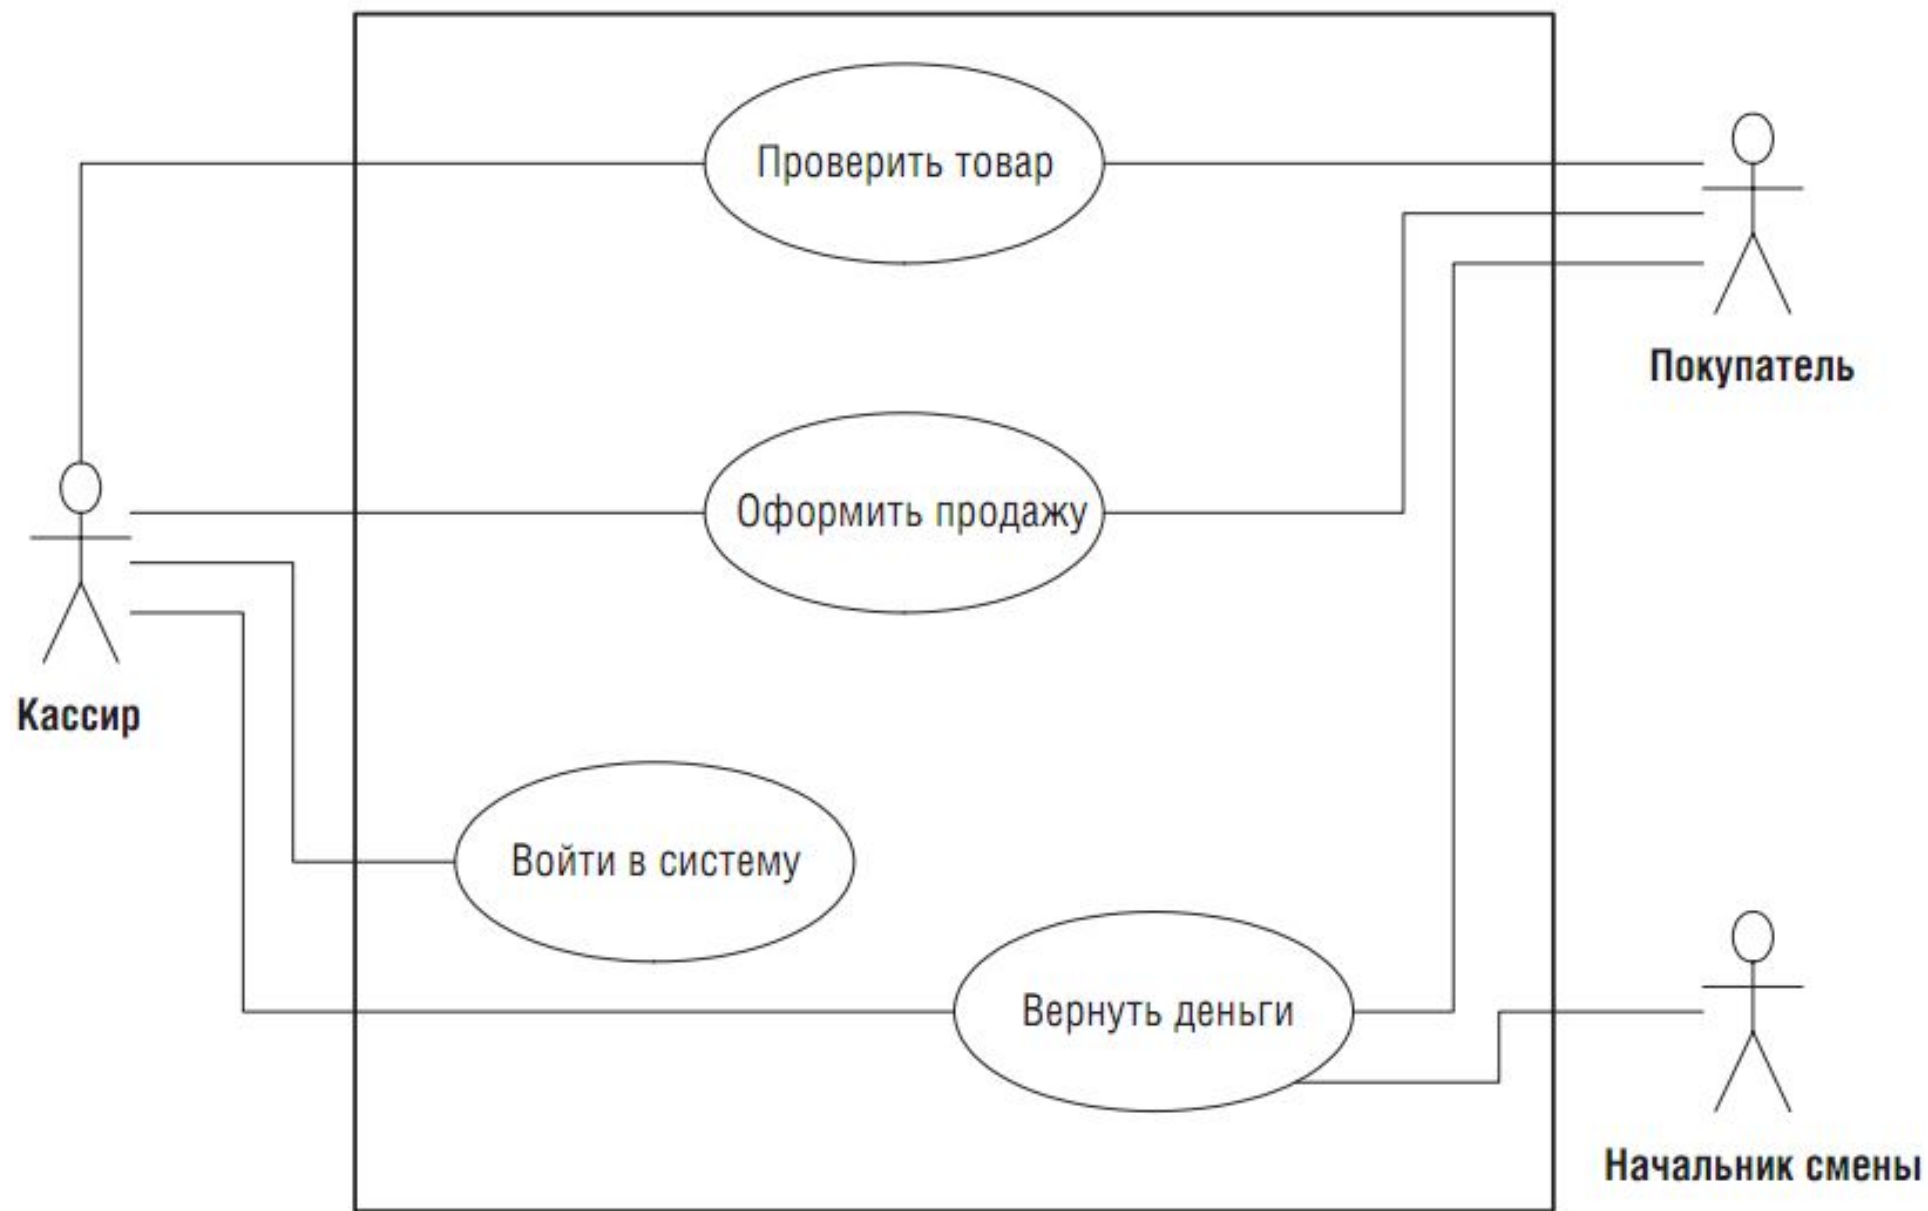 Проверить товар
Покупатель
Оформить продажу
Кассир
Войти в систему
Вернуть деньги
Начальник смены